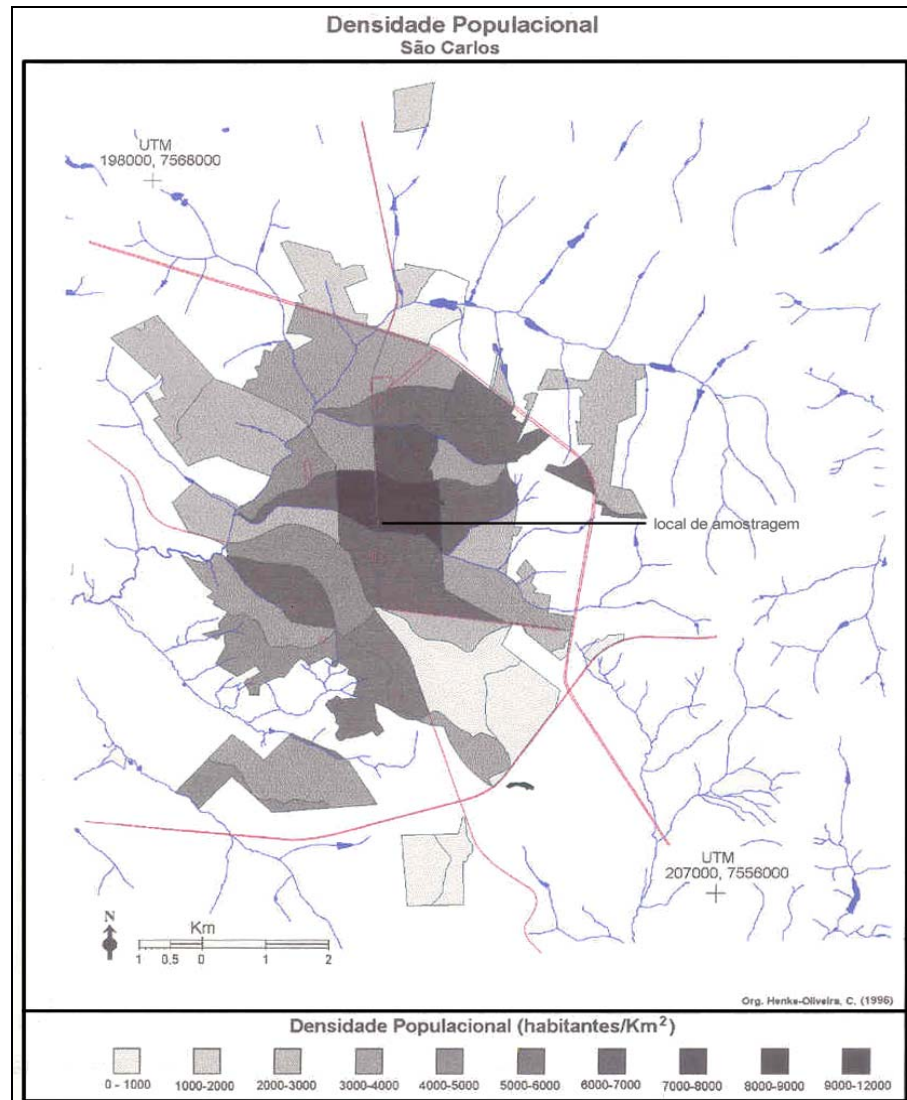 Densidade Populacional
São Carlos
UTM
198000, 7568000
local de amostragem
UTM
207000, 7556000
N
Km
1 0.5 0 1 2
Org. Henke-Oliveira, C. (1996)
Densidade Populacional (habitantes/Km²)
0 - 1000 1000-2000 2000-3000 3000-4000 4000-5000 5000-6000 6000-7000 7000-8000 8000-9000 9000-12000